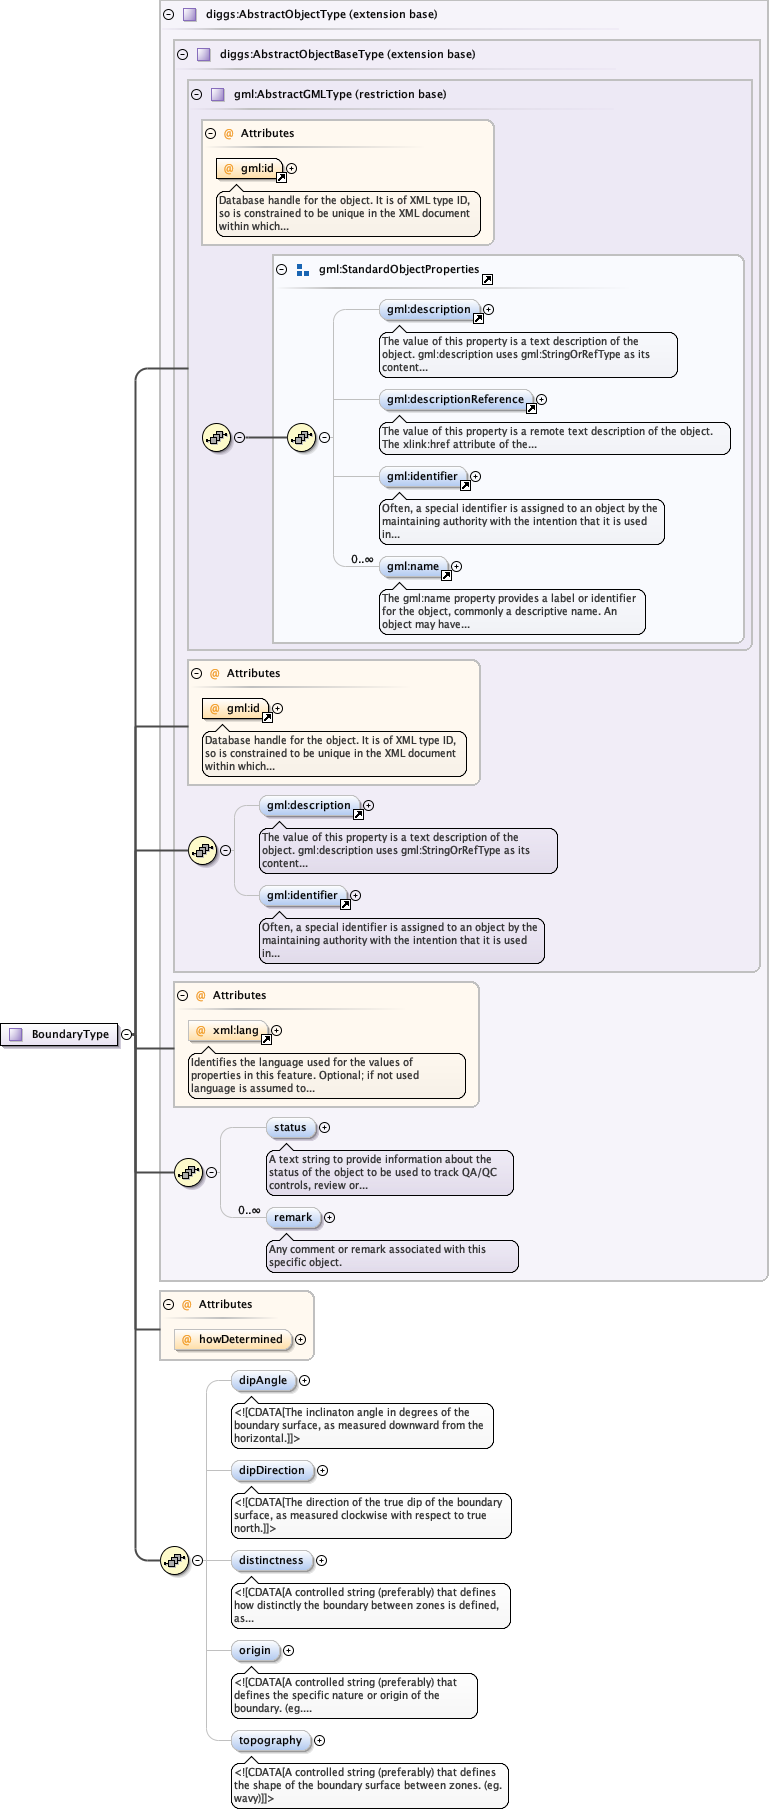 diggs:AbstractObjectType (extension base)
diggs:AbstractObjectBaseType (extension base)
gml:AbstractGMLType (restriction base)
@ Attributes
@ gml:id
Database handle for the object. It is of XML type ID,
so is constrained to be unique in the XML document
within which...
gml:StandardObjectProperties
gml:description
The value of this property is a text description of the
object. gml:description uses gml:StringOrRefType as its
content...
gml:descriptionReference
The value of this property is a remote text description of the object.
The xlink:href attribute of the...
gml:identifier
Often, a special identifier is assigned to an object by the
maintaining authority with the intention that it is used
in...
0..∞
gml:name
The gml:name property provides a label or identifier
for the object, commonly a descriptive name. An
object may have...
@ Attributes
@ gml:id
Database handle for the object. It is of XML type ID,
so is constrained to be unique in the XML document
within which...
gml:description
The value of this property is a text description of the
object. gml:description uses gml:StringOrRefType as its
content...
gml:identifier
Often, a special identifier is assigned to an object by the
maintaining authority with the intention that it is used
in...
@ Attributes
BoundaryType
@ xml:lang
Identifies the language used for the values of
properties in this feature. Optional; if not used
language is assumed to...
status
A text string to provide information about the
status of the object to be used to track QA/QC
controls, review or...
0..∞
remark
Any comment or remark associated with this
specific object.
@ Attributes
@ howDetermined
dipAngle
<![CDATA[The inclinaton angle in degrees of the
boundary surface, as measured downward from the
horizontal.]]>
dipDirection
<![CDATA[The direction of the true dip of the boundary
surface, as measured clockwise with respect to true
north.]]>
distinctness
<![CDATA[A controlled string (preferably) that defines
how distinctly the boundary between zones is defined,
as...
origin
<![CDATA[A controlled string (preferably) that
defines the specific nature or origin of the
boundary. (eg....
topography
<![CDATA[A controlled string (preferably) that defines
the shape of the boundary surface between zones. (eg.
wavy)]]>